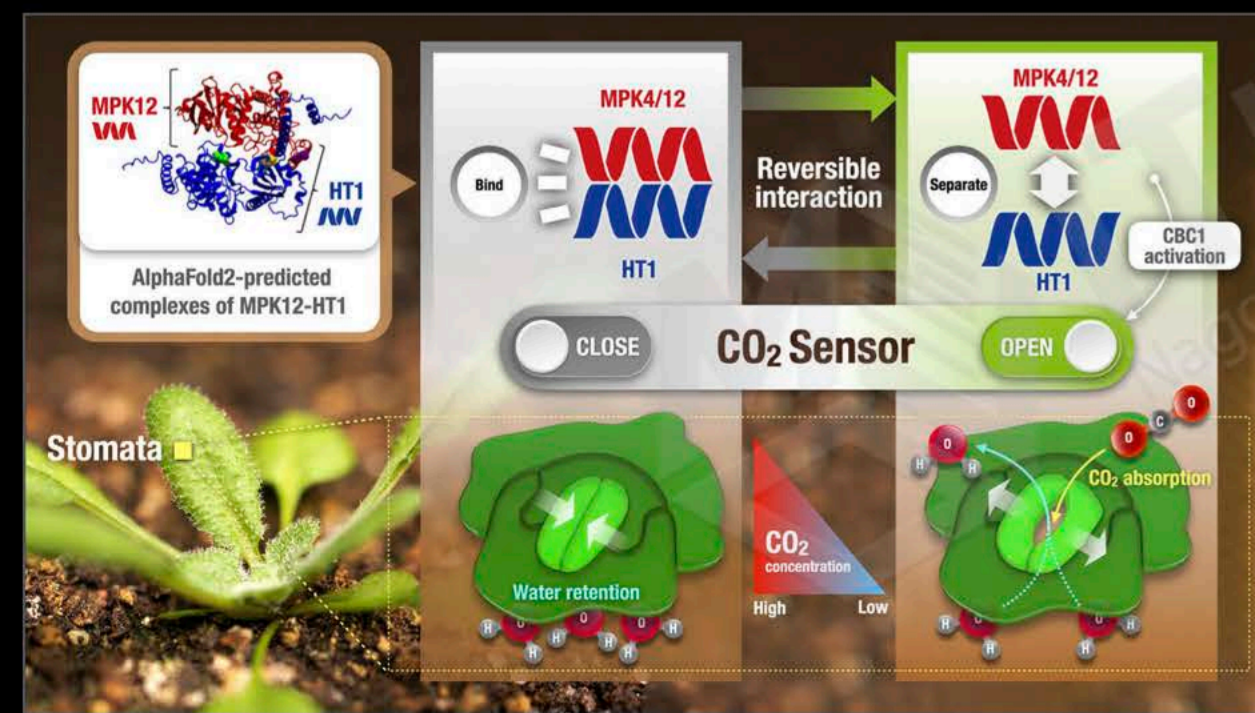 MPK12
HT1
AlphaFold2-predicted
complexes of MPK12-HT1
MPK4/12
Bind
HT1
Reversible
interaction
MPK4/12
Separate
HT1
CBC1
activation
CLOSE
CO₂ Sensor
OPEN
Stomata
Water retention
H
O
H
O
H
H
O
H
CO₂
concentration
High
Low
O
C
O
O
H
H
CO₂ absorption
H
O
H
O
H
H